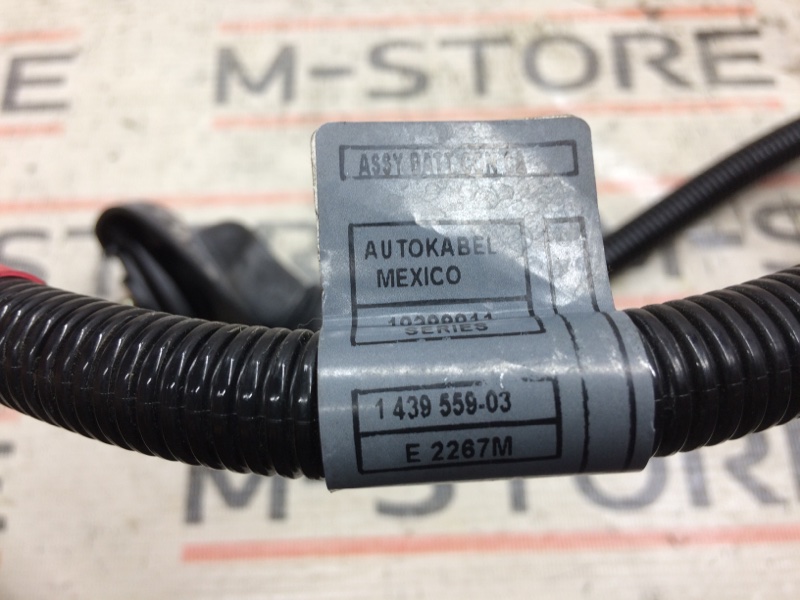 M-STORE
ASSY BATT
AUTOKABEL
MEXICO
SERIES
1 439 559-03
E 2267M
M-STORE